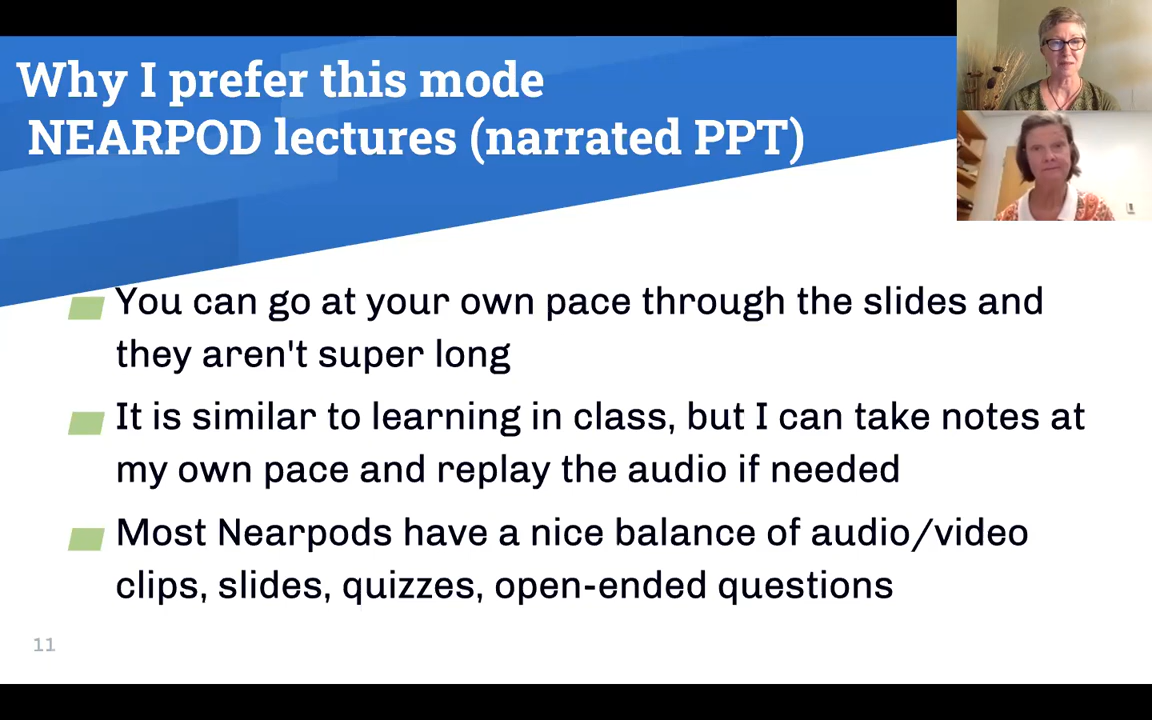 Why I prefer this mode
NEARPOD lectures (narrated PPT)
You can go at your own pace through the slides and
they aren't super long
It is similar to learning in class, but I can take notes at
my own pace and replay the audio if needed
Most Nearpods have a nice balance of audio/video
clips, slides, quizzes, open-ended questions
11